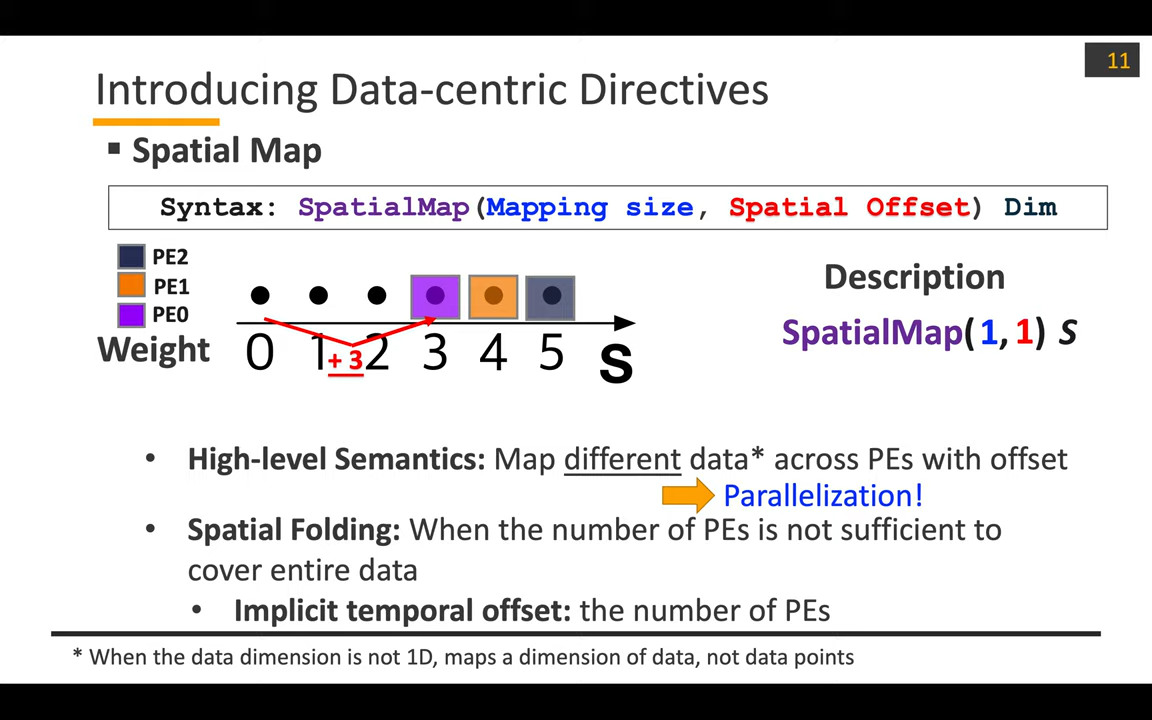 11
Introducing Data-centric Directives
▪ Spatial Map
Syntax: SpatialMap(Mapping size, Spatial Offset) Dim
PE2
PE1
PE0
Weight 0 1 2 3 4 5 S
+ 3
Description
SpatialMap(1,1) S
• High-level Semantics: Map different data* across PEs with offset
Parallelization!
• Spatial Folding: When the number of PEs is not sufficient to
cover entire data
• Implicit temporal offset: the number of PEs
* When the data dimension is not 1D, maps a dimension of data, not data points